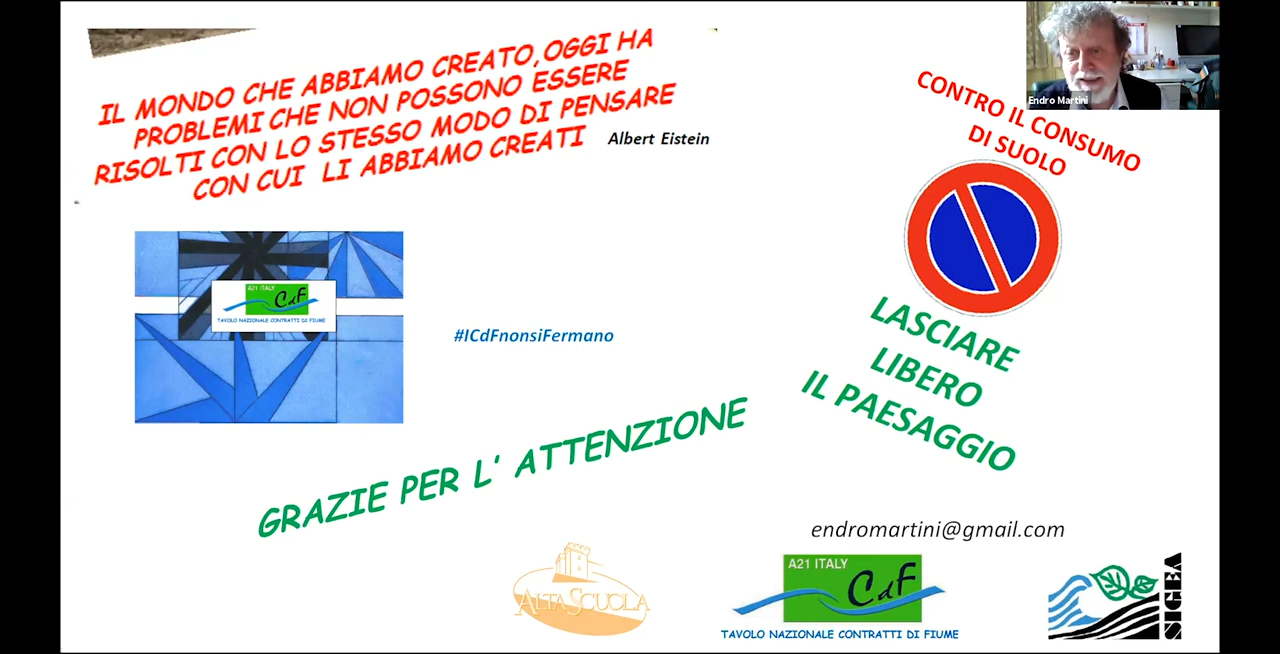 IL MONDO CHE ABBIAMO CREATO, OGGI HA
PROBLEMI CHE NON POSSONO ESSERE
RISOLTI CON LO STESSO MODO DI PENSARE
CON CUI LI ABBIAMO CREATI
Albert Eistein
Endro Martini
CONTRO IL CONSUMO
DI SUOLO
A21 ITALY
CdF
TAVOLO NAZIONALE CONTRATTI DI FIUME
#ICdFnonsiFermano
LASCIARE
LIBERO
IL PAESAGGIO
GRAZIE PER L' ATTENZIONE
endromartini@gmail.com
ALTASCUOLA
A21 ITALY
CdF
TAVOLO NAZIONALE CONTRATTI DI FIUME
SIGEA